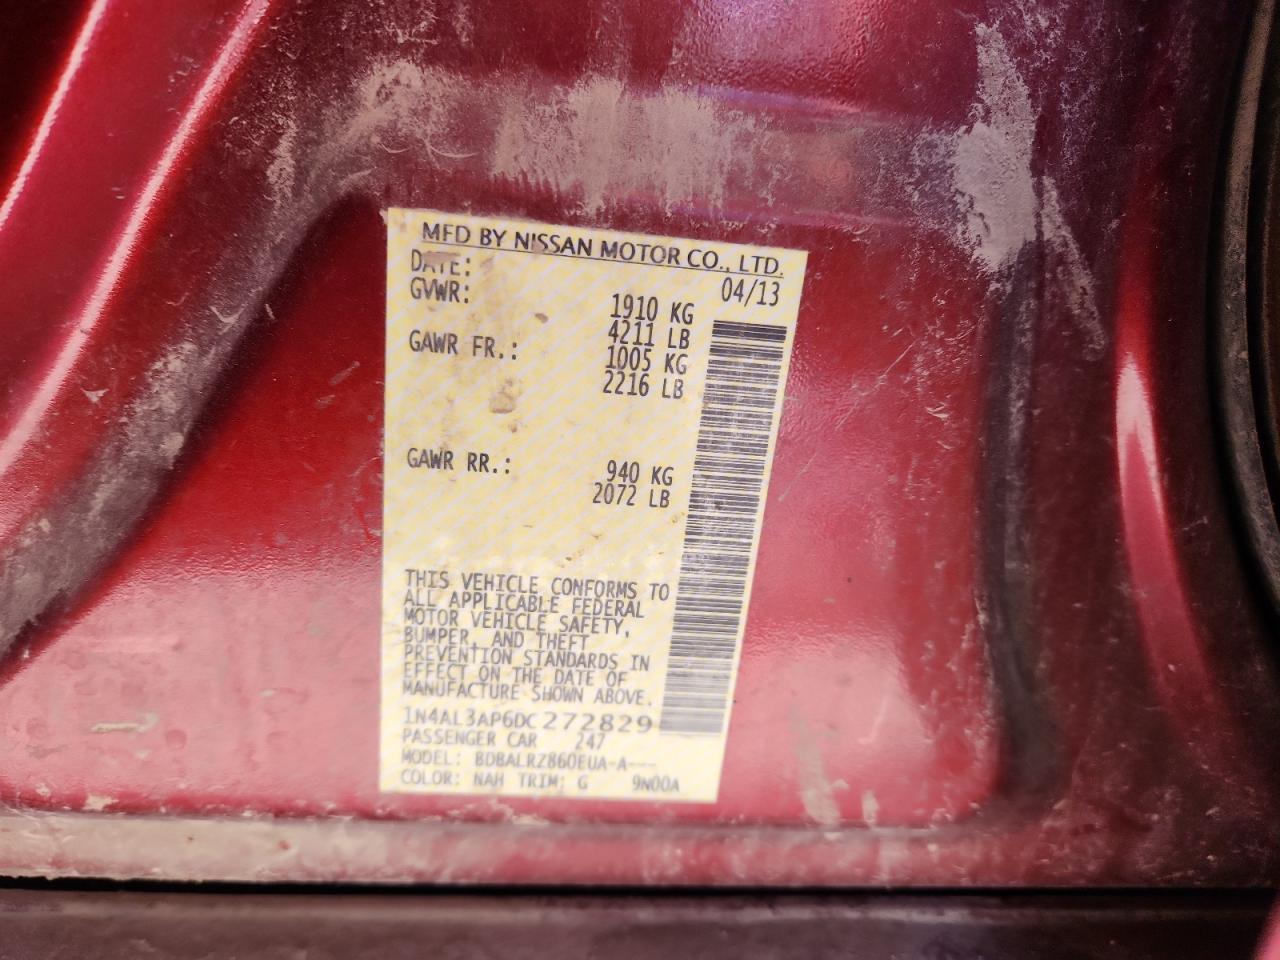 MFD BY NISSAN MOTOR CO., LTD.
DATE: 04/13
GVWR: 1910 KG
4211 LB
GAWR FR.: 1005 KG
2216 LB
GAWR RR.: 940 KG
2072 LB
THIS VEHICLE CONFORMS TO
ALL APPLICABLE FEDERAL
MOTOR VEHICLE SAFETY,
BUMPER, AND THEFT
PREVENTION STANDARDS IN
EFFECT ON THE DATE OF
MANUFACTURE SHOWN ABOVE.
1N4AL3AP6DC272829
PASSENGER CAR 247
MODEL: BDBALRZ860EUA-A---
COLOR: NAH TRIM: G 9N00A